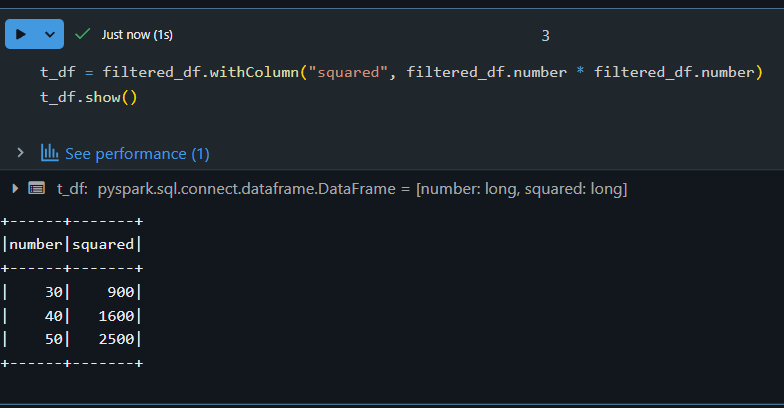 Just now (1s)
3
t_df = filtered_df.withColumn("squared", filtered_df.number * filtered_df.number)
t_df.show()
See performance (1)
t_df: pyspark.sql.connect.dataframe.DataFrame = [number: long, squared: long]
+------+-------+
|number|squared|
+------+-------+
|    30|    900|
|    40|   1600|
|    50|   2500|
+------+-------+